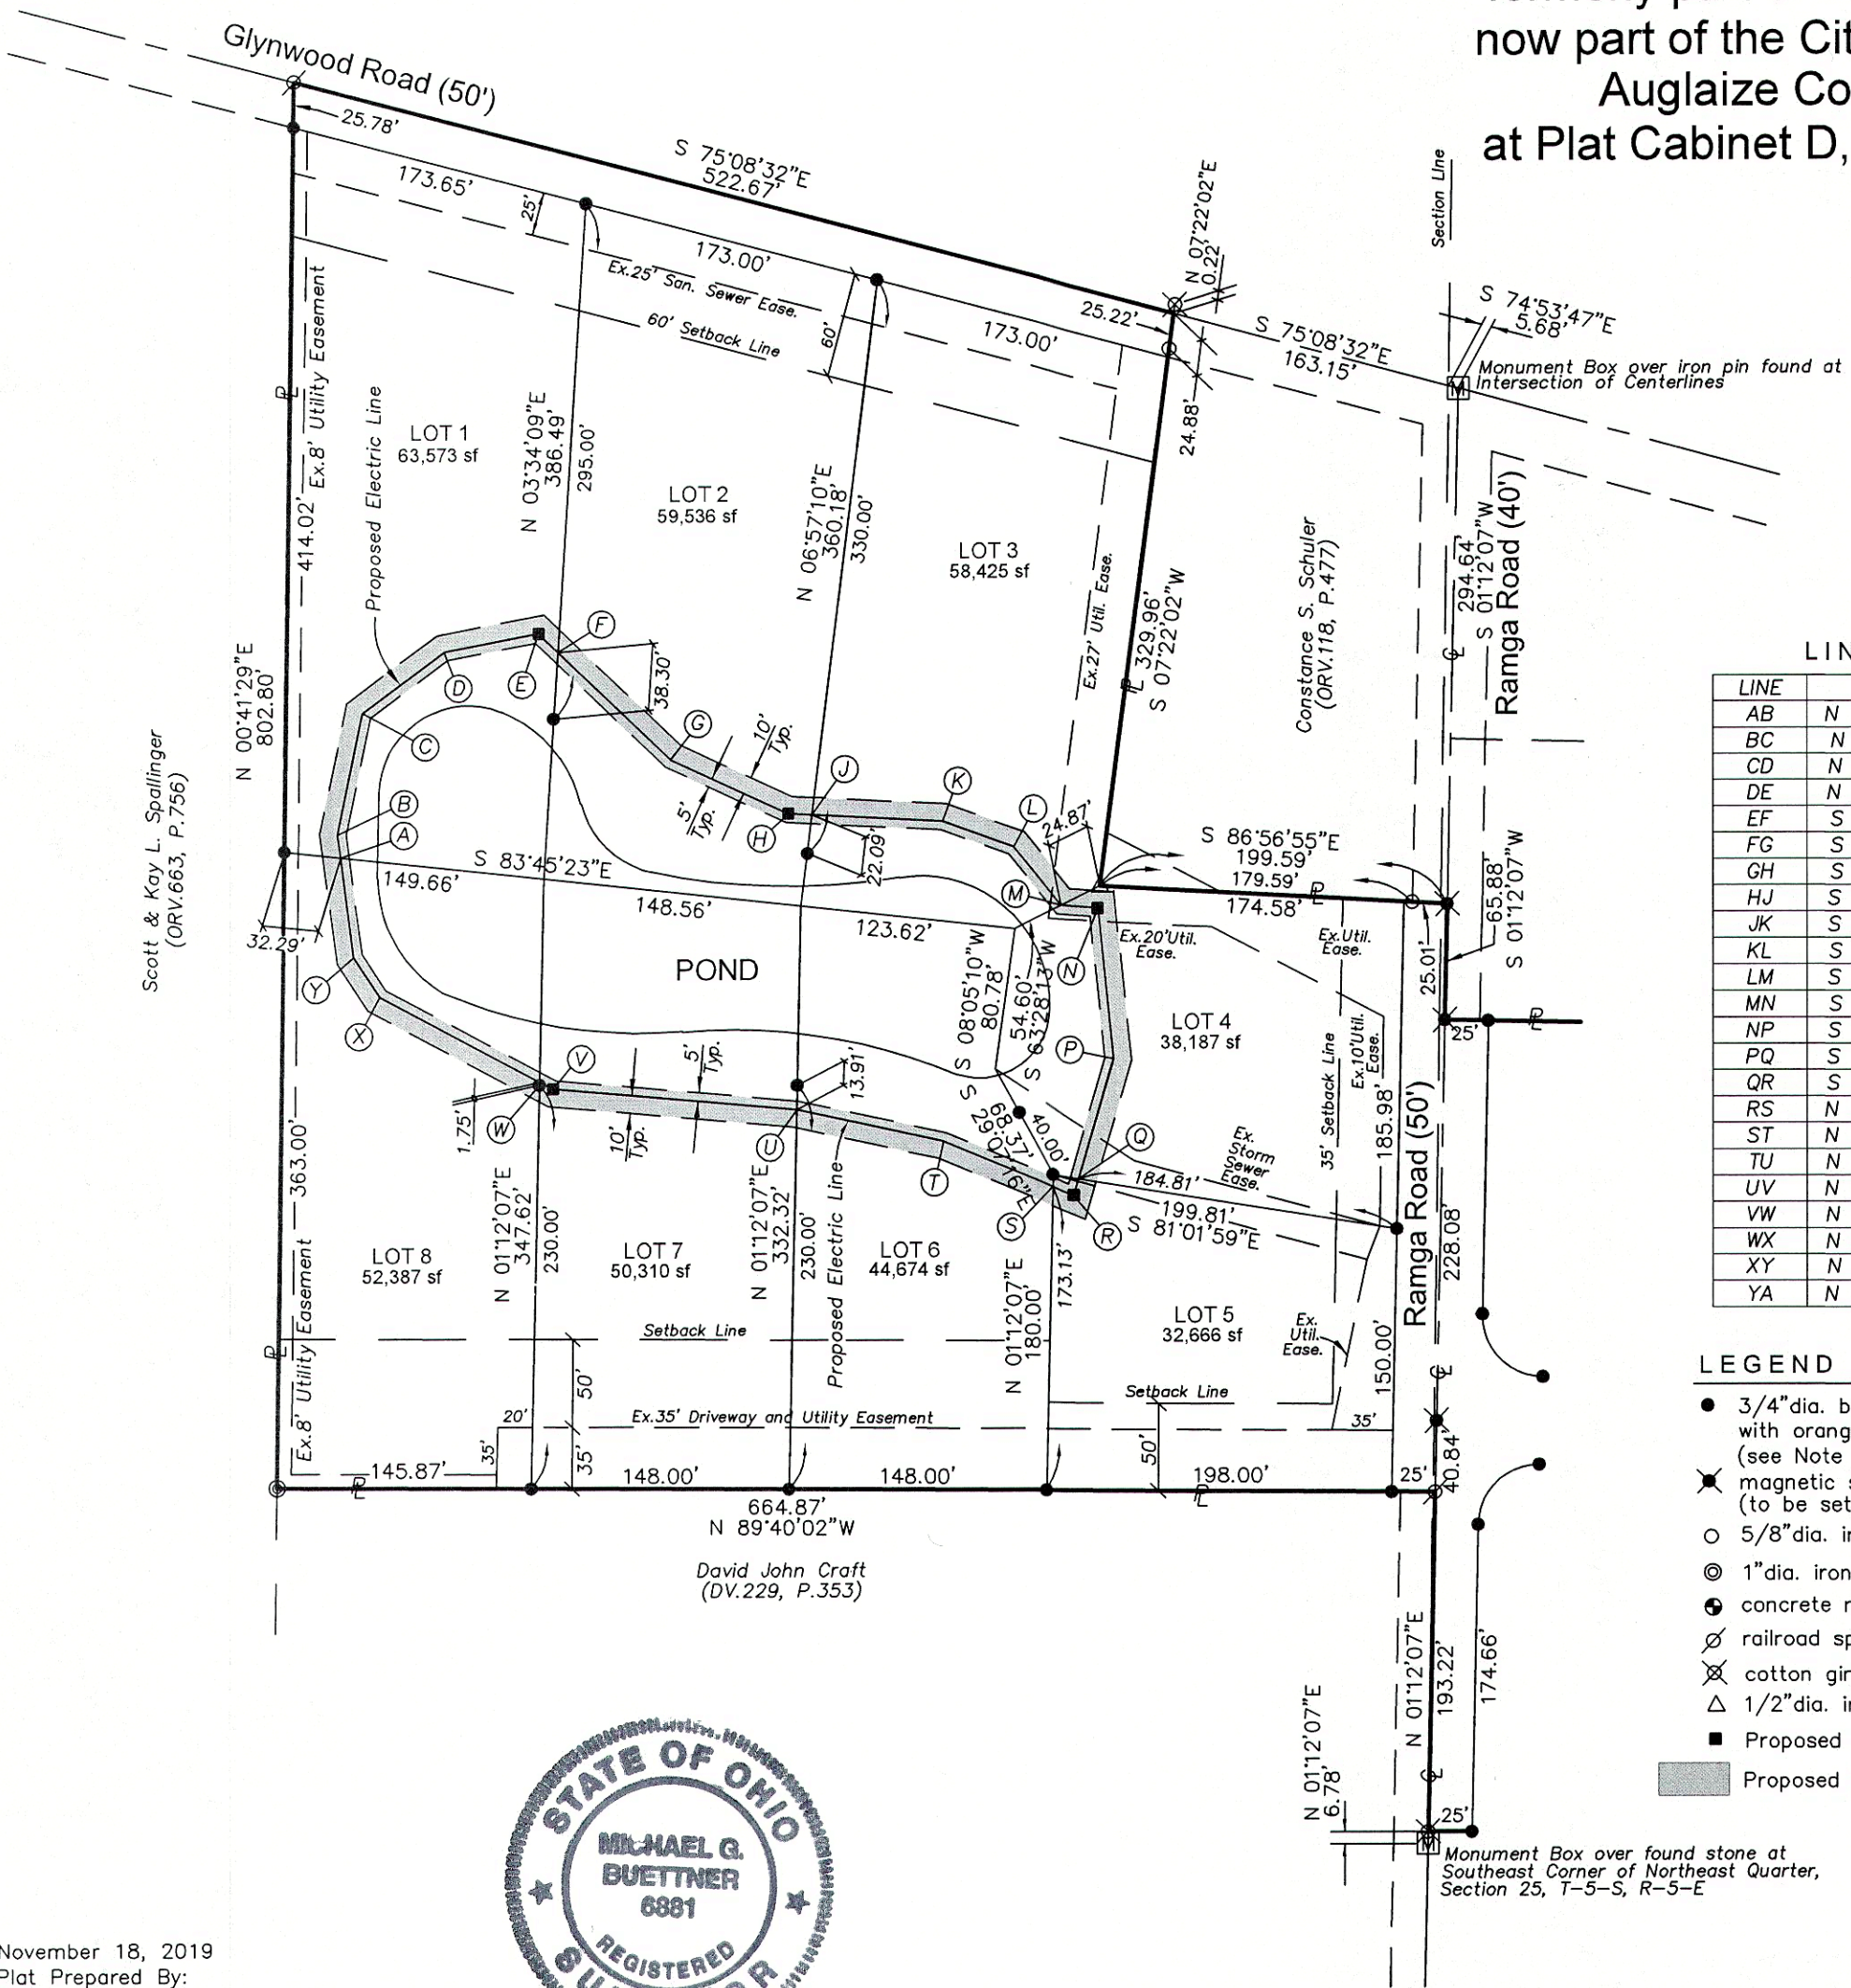 now part of the
Auglaize
at Plat Cabinet D,
Glynwood Road (50')
25.78'
S 75°08'32"E
522.67'
173.65'
25'
173.00'
Ex.25' San. Sewer Ease.
60' Setback Line
60'
25.22'
173.00'
N 07°22'02"E
0.22'
Section Line
S 75°08'32"E
163.15'
S 74°53'47"E
5.68'
Monument Box over iron pin found at
Intersection of Centerlines
24.88'
Ex.8' Utility Easement
Proposed Electric Line
414.02'
LOT 1
63,573 sf
N 03°34'09"E
386.49'
295.00'
LOT 2
59,536 sf
N 06°57'10"E
360.18'
330.00'
LOT 3
58,425 sf
Ex.27' Util. Ease.
329.96'
S 07°22'02"W
Constance S. Schuler
(ORV.118, P.477)
294.64'
S 01°12'07"W
Ramga Road (40')
N 00°41'29"E
802.80'
Scott & Kay L. Spallinger
(ORV.663, P.756)
F
E
D
38.30'
G
10'
Typ.
C
J
K
L
B
A
5'
Typ.
H
22.09'
24.87'
S 86°56'55"E
199.59'
179.59'
174.58'
65.88'
S 01°12'07"W
S 83°45'23"E
149.66'
148.56'
123.62'
32.29'
M
N
Ex.20'Util.
Ease.
Ex.Util.
Ease.
25.01'
POND
S 08°05'10"W
80.78'
54.60'
S 63°28'13"W
Y
X
P
LOT 4
38,187 sf
35' Setback Line
Ex.10'Util.
Ease.
185.98'
25'
V
5'
Typ.
13.91'
1.75'
W
10'
Typ.
U
T
68.37'
S 29°07'16"E
40.00'
Q
S
R
184.81'
199.81'
S 81°01'59"E
Ex.
Storm
Sewer
Ease.
Ramga Road (50')
228.08'
363.00'
Ex.8' Utility Easement
LOT 8
52,387 sf
N 01°12'07"E
347.62'
230.00'
LOT 7
50,310 sf
N 01°12'07"E
332.32'
230.00'
Proposed Electric Line
LOT 6
44,674 sf
N 01°12'07"E
180.00'
173.13'
LOT 5
32,666 sf
Ex.
Util.
Ease.
150.00'
Setback Line
50'
Setback Line
20'
Ex.35' Driveway and Utility Easement
35'
35'
35'
50'
145.87'
148.00'
148.00'
198.00'
25'
40.84'
664.87'
N 89°40'02"W
David John Craft
(DV.229, P.353)
N 01°12'07"E
193.22'
174.66'
N 01°12'07"E
6.78'
25'
Monument Box over found stone at
Southeast Corner of Northeast Quarter,
Section 25, T-5-S, R-5-E
LINE
AB N
BC N
CD N
DE N
EF S
FG S
GH S
HJ S
JK S
KL S
LM S
MN S
NP S
PQ S
QR S
RS N
ST N
TU N
UV N
VW N
WX N
XY N
YA N
LEGEND
3/4"dia.
with
(see Note
magnetic
(to be set
5/8"dia.
1"dia. iron
concrete
railroad
cotton
1/2"dia.
Proposed
Proposed
STATE OF OHIO
MICHAEL G.
BUETTNER
6881
REGISTERED
November 18, 2019
Plat Prepared By: